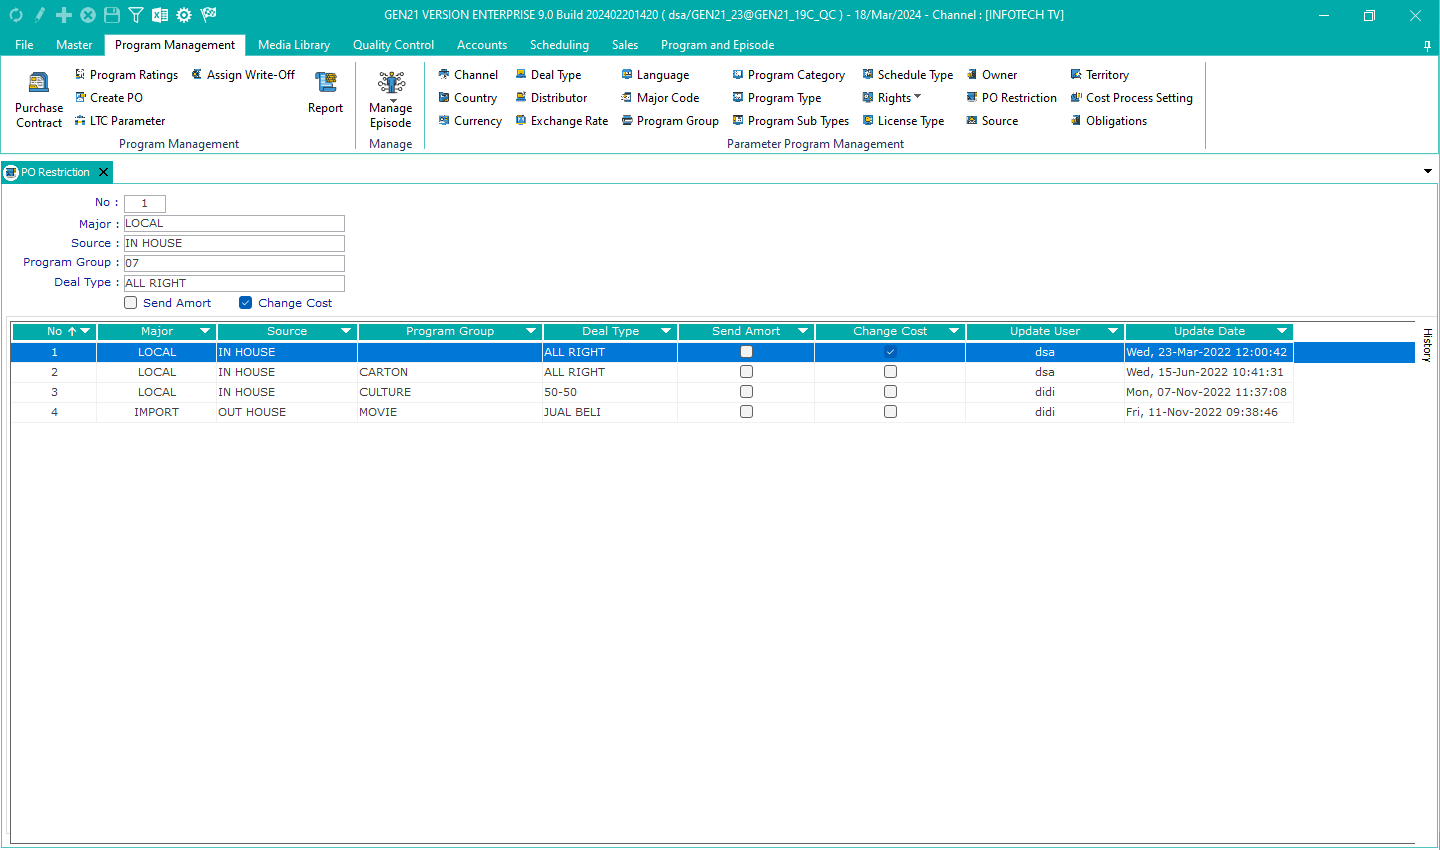 GEN21 VERSION ENTERPRISE 9.0 Build 202402201420 ( dsa/GEN21_23@GEN21_19C_QC ) - 18/Mar/2024 - Channel : [INFOTECH TV]
File Master Program Management Media Library Quality Control Accounts Scheduling Sales Program and Episode
Purchase Contract
Program Ratings
Create PO
LTC Parameter
Assign Write-Off
Report
Program Management
Manage Episode
Manage
Channel
Country
Currency
Deal Type
Distributor
Exchange Rate
Language
Major Code
Program Group
Program Category
Program Type
Program Sub Types
Schedule Type
Rights
License Type
Owner
PO Restriction
Source
Territory
Cost Process Setting
Obligations
Parameter Program Management
PO Restriction
No : 1
Major : LOCAL
Source : IN HOUSE
Program Group : 07
Deal Type : ALL RIGHT
Send Amort Change Cost
No Major Source Program Group Deal Type Send Amort Change Cost Update User Update Date
1 LOCAL IN HOUSE ALL RIGHT dsa Wed, 23-Mar-2022 12:00:42
2 LOCAL IN HOUSE CARTON ALL RIGHT dsa Wed, 15-Jun-2022 10:41:31
3 LOCAL IN HOUSE CULTURE 50-50 didi Mon, 07-Nov-2022 11:37:08
4 IMPORT OUT HOUSE MOVIE JUAL BELI didi Fri, 11-Nov-2022 09:38:46
History